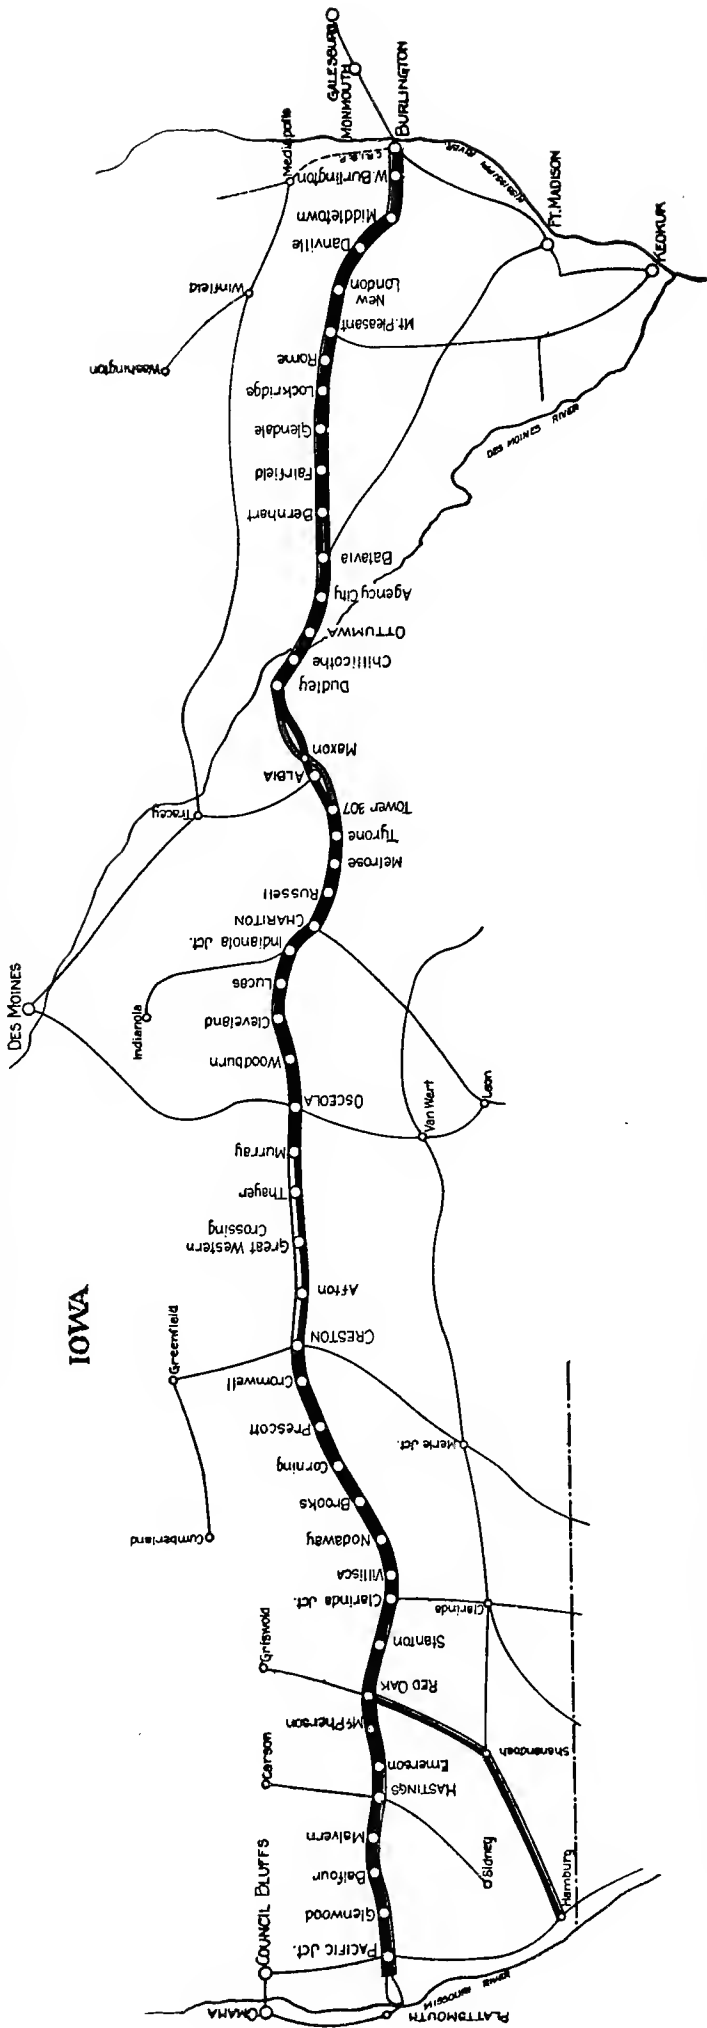 GALESBURG
MONMOUTH
BURLINGTON
Mediapolis
C.R.I.&P.
W. Burlington
MISSISSIPPI RIVER
Middletown
FT. MADISON
Danville
KEOKUK
Winfield
New
London
Washington
Mt. Pleasant
Rome
Lockridge
DES MOINES RIVER
Glendale
Fairfield
Bernhart
Batavia
Agency City
OTTUMWA
Chillicothe
Dudley
Maxon
ALBIA
Tracey
Tower 307
Tyrone
Melrose
Russell
CHARITON
Indianola Jct.
DES MOINES
Lucas
Indianola
Cleveland
Woodburn
OSCEOLA
Leon
Van Wert
Murray
Thayer
Great Western
Crossing
Afton
IOWA
CRESTON
Greenfield
Cromwell
Prescott
Merle Jct.
Corning
Brooks
Cumberland
Nodaway
Villisca
Clarinda Jct.
Clarinda
Stanton
Griswold
RED OAK
McPherson
Shenandoah
Carson
Emerson
HASTINGS
Malvern
Sidney
Balfour
Hamburg
Glenwood
COUNCIL BLUFFS
PACIFIC Jct.
MISSOURI RIVER
OMAHA
PLATTSMOUTH